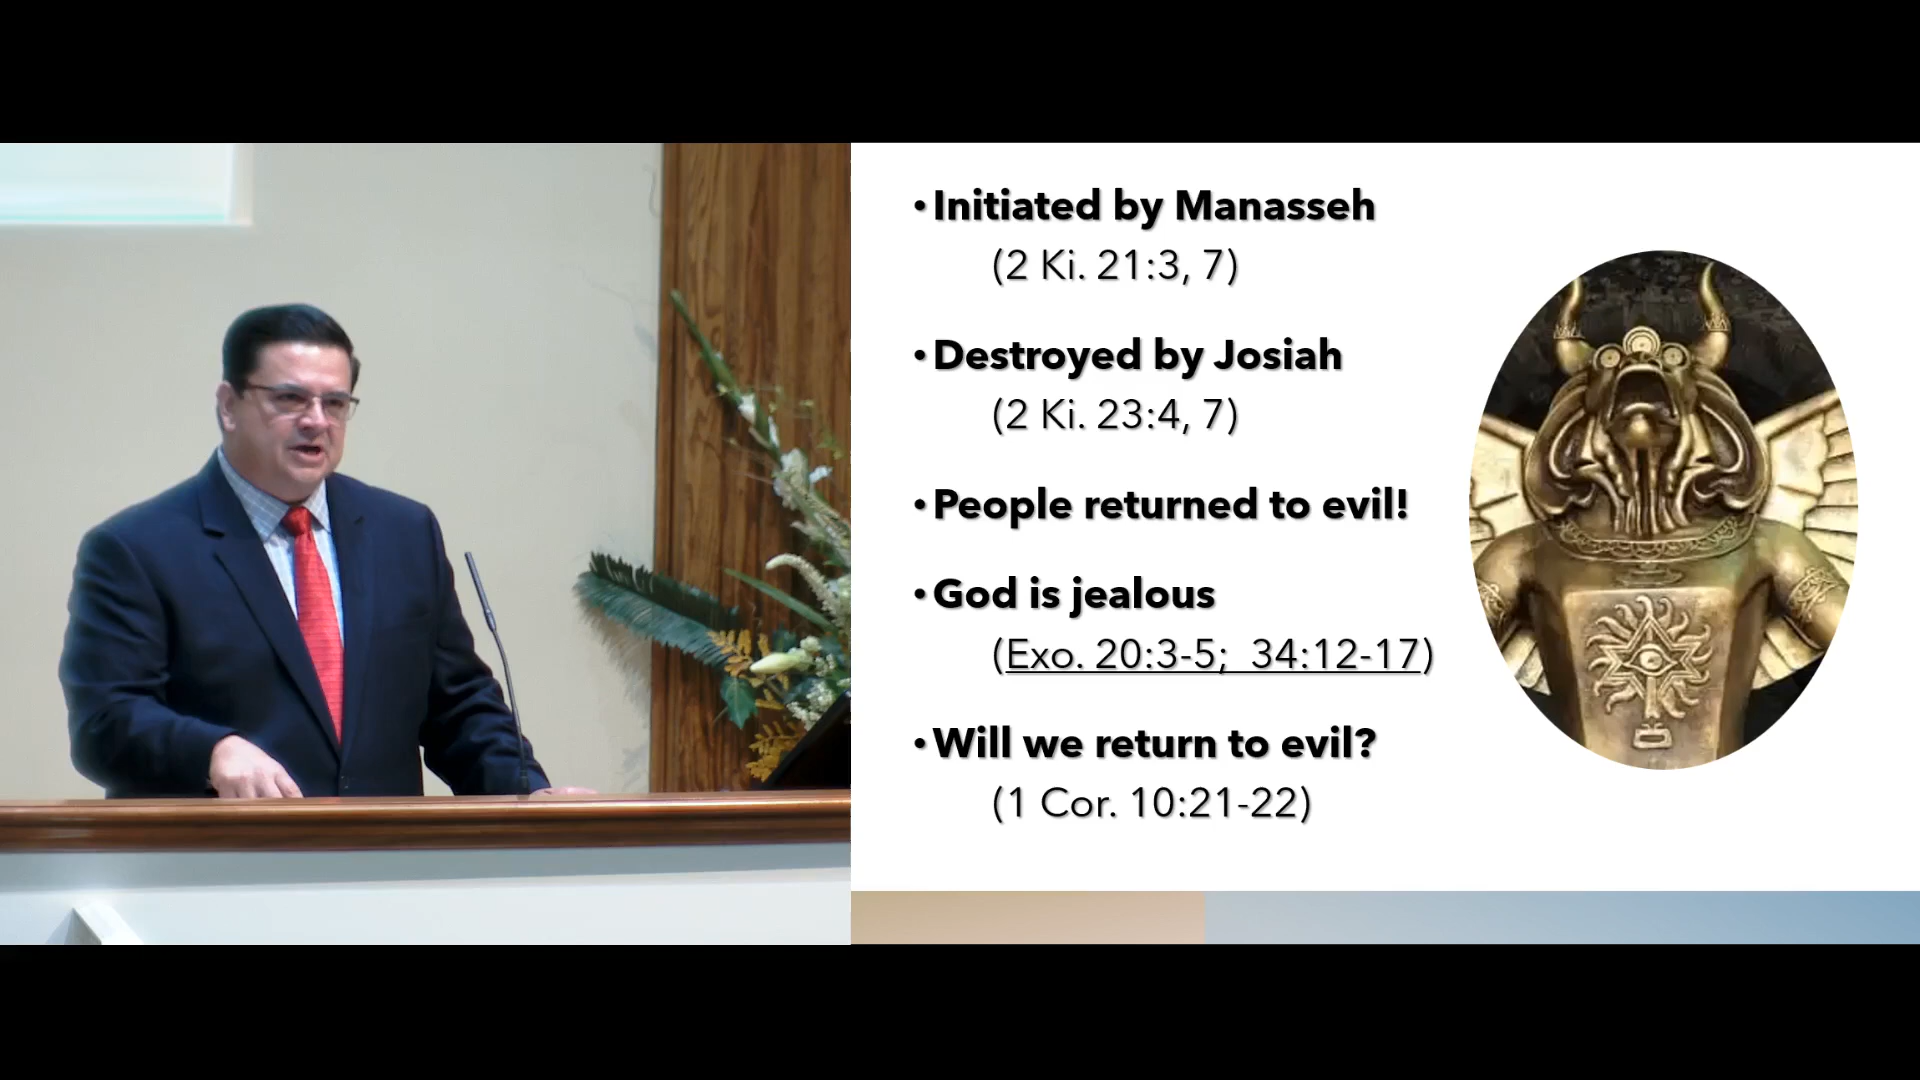 • Initiated by Manasseh
(2 Ki. 21:3, 7)
• Destroyed by Josiah
(2 Ki. 23:4, 7)
• People returned to evil!
• God is jealous
(Exo. 20:3-5;  34:12-17)
• Will we return to evil?
(1 Cor. 10:21-22)